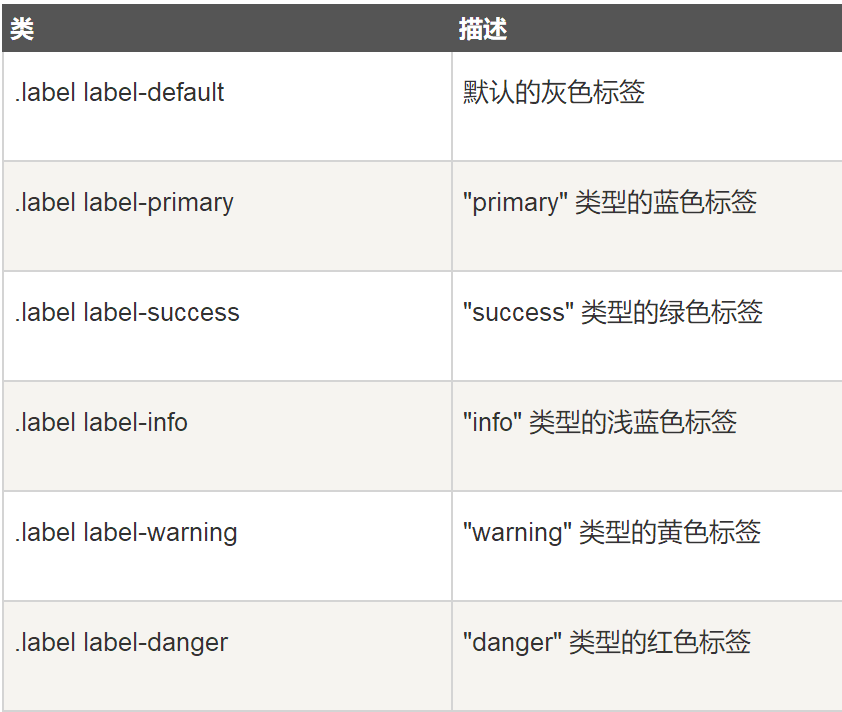 类 描述
.label label-default 默认的灰色标签
.label label-primary "primary" 类型的蓝色标签
.label label-success "success" 类型的绿色标签
.label label-info "info" 类型的浅蓝色标签
.label label-warning "warning" 类型的黄色标签
.label label-danger "danger" 类型的红色标签